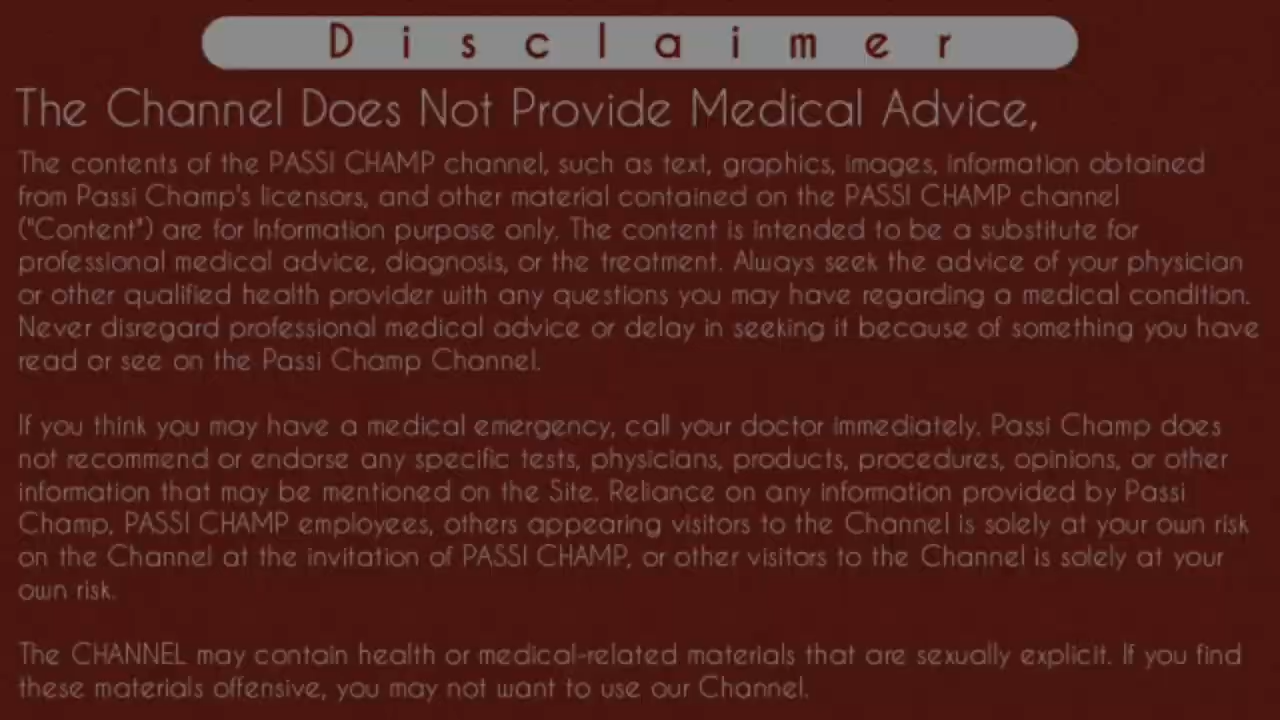 Disclaimer
The Channel Does Not Provide Medical Advice,
The contents of the PASSI CHAMP channel, such as text, graphics, images, information obtained
from Passi Champ's licensors, and other material contained on the PASSI CHAMP channel
("Content") are for Information purpose only. The content is intended to be a substitute for
professional medical advice, diagnosis, or the treatment. Always seek the advice of your physician
or other qualified health provider with any questions you may have regarding a medical condition.
Never disregard professional medical advice or delay in seeking it because of something you have
read or see on the Passi Champ Channel.
If you think you may have a medical emergency, call your doctor immediately. Passi Champ does
not recommend or endorse any specific tests, physicians, products, procedures, opinions, or other
information that may be mentioned on the Site. Reliance on any information provided by Passi
Champ, PASSI CHAMP employees, others appearing visitors to the Channel is solely at your own risk
on the Channel at the invitation of PASSI CHAMP, or other visitors to the Channel is solely at your
own risk.
The CHANNEL may contain health or medical-related materials that are sexually explicit. If you find
these materials offensive, you may not want to use our Channel.